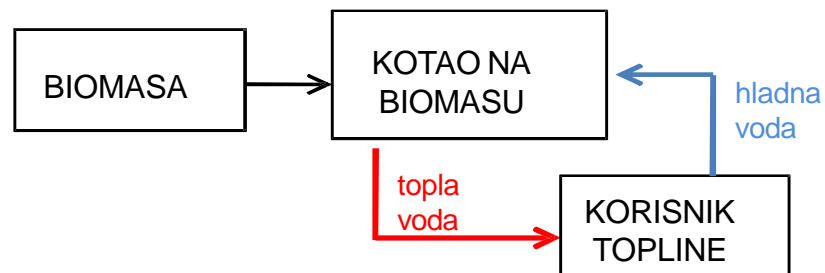 BIOMASA
KOTAO NA
BIOMASU
hladna
voda
topla
voda
KORISNIK
TOPLINE